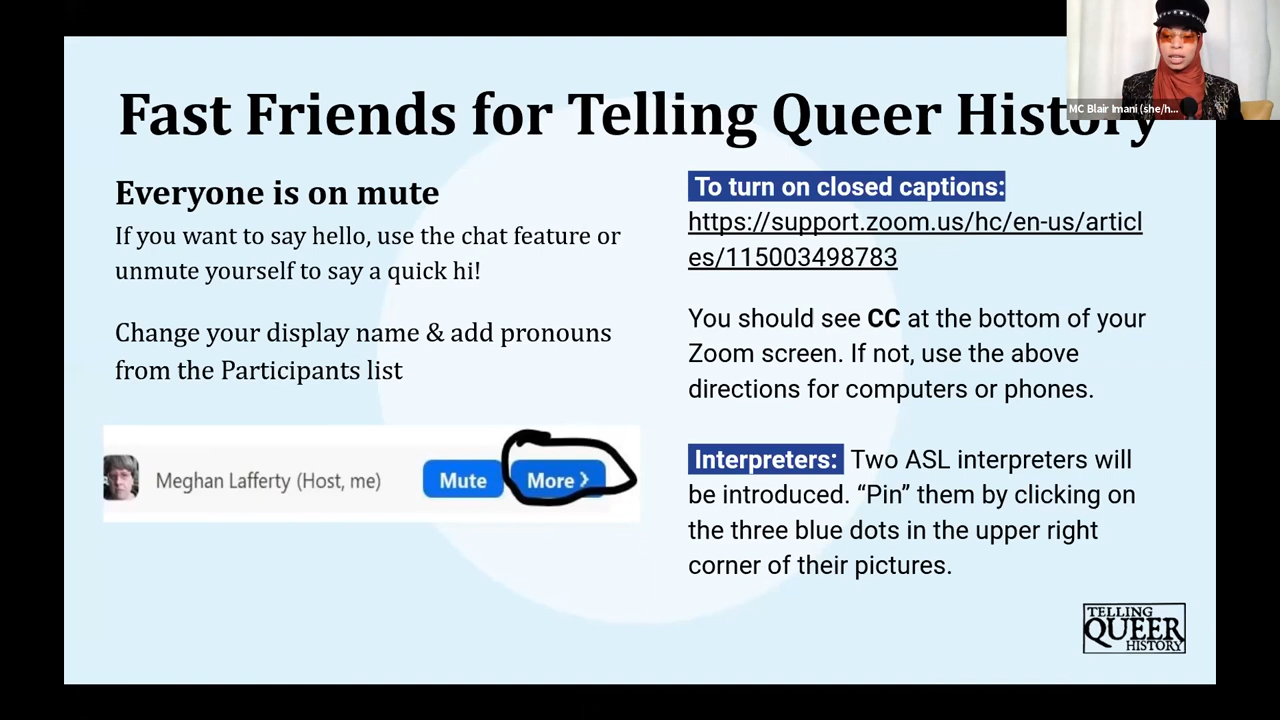 Fast Friends for Telling Queer History
MC Blair Imani (she/h...
Everyone is on mute
If you want to say hello, use the chat feature or
unmute yourself to say a quick hi!
Change your display name & add pronouns
from the Participants list
Meghan Lafferty (Host, me)
Mute
More >
To turn on closed captions:
https://support.zoom.us/hc/en-us/articl
es/115003498783
You should see CC at the bottom of your
Zoom screen. If not, use the above
directions for computers or phones.
Interpreters: Two ASL interpreters will
be introduced. “Pin” them by clicking on
the three blue dots in the upper right
corner of their pictures.
TELLING
QUEER
HISTORY